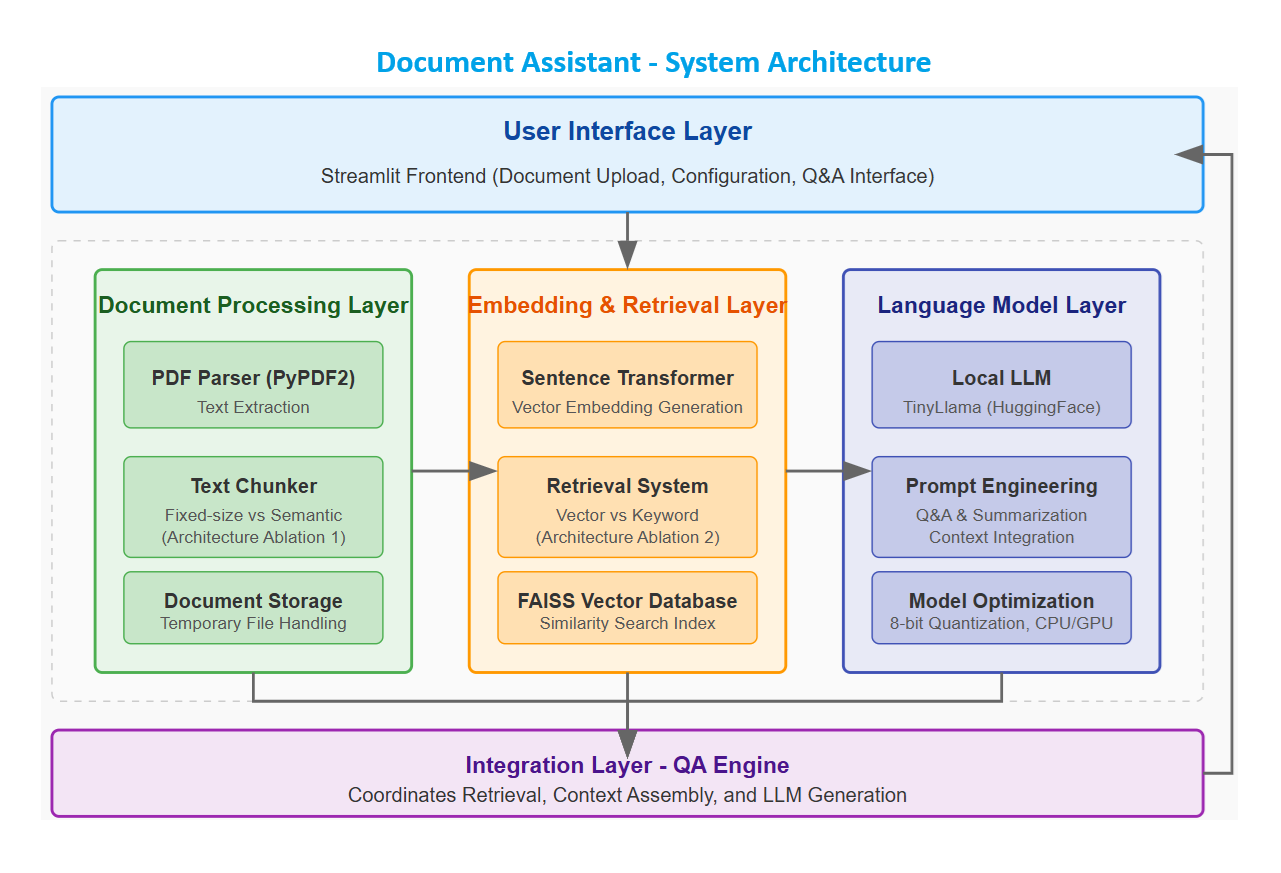 Document Assistant - System Architecture
User Interface Layer
Streamlit Frontend (Document Upload, Configuration, Q&A Interface)
Document Processing Layer
PDF Parser (PyPDF2)
Text Extraction
Text Chunker
Fixed-size vs Semantic
(Architecture Ablation 1)
Document Storage
Temporary File Handling
Embedding & Retrieval Layer
Sentence Transformer
Vector Embedding Generation
Retrieval System
Vector vs Keyword
(Architecture Ablation 2)
FAISS Vector Database
Similarity Search Index
Language Model Layer
Local LLM
TinyLlama (HuggingFace)
Prompt Engineering
Q&A & Summarization
Context Integration
Model Optimization
8-bit Quantization, CPU/GPU
Integration Layer - QA Engine
Coordinates Retrieval, Context Assembly, and LLM Generation